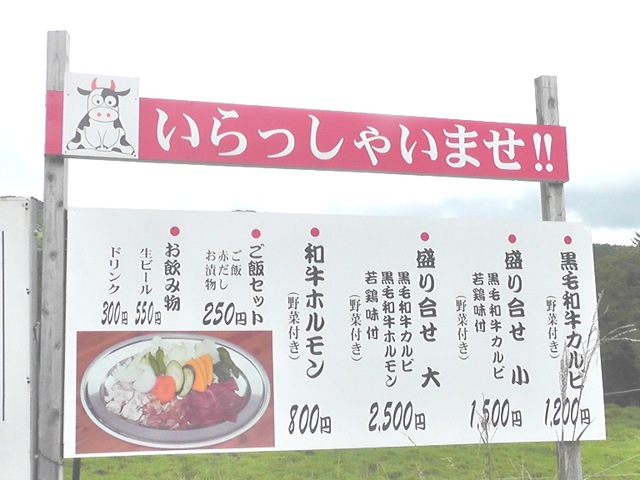 いらっしゃいませ!!
●黒毛和牛カルビ
(野菜付き)
1,200円
●盛り合せ 小
黒毛和牛カルビ
若鶏味付
(野菜付き)
1,500円
●盛り合せ 大
黒毛和牛カルビ
黒毛和牛ホルモン
若鶏味付
(野菜付き)
2,500円
●和牛ホルモン
(野菜付き)
800円
●ご飯セット
ご飯
赤だし
お漬物
250円
●お飲み物
生ビール 550円
ドリンク 300円